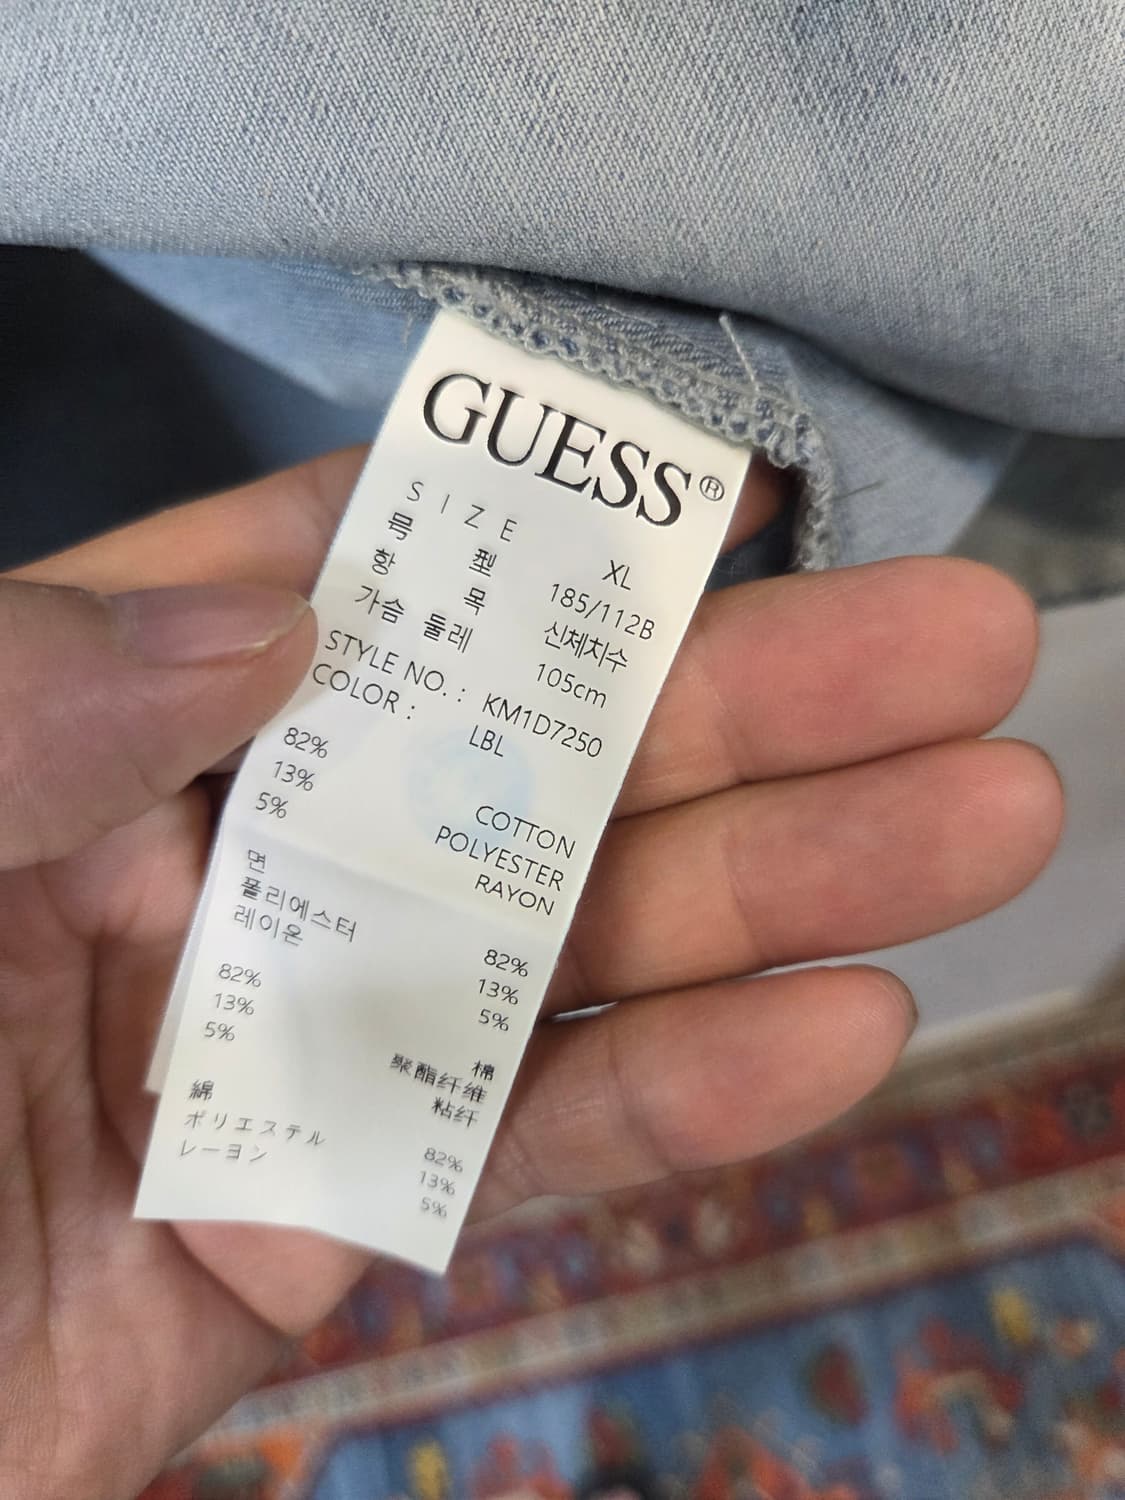 GUESS®
SIZE XL
号 型 185/112B
항 목 신체치수
가슴 둘레 105cm
STYLE NO. : KM1D7250
COLOR : LBL
82% COTTON
13% POLYESTER
5% RAYON
면 82%
폴리에스터 13%
레이온 5%
82% 棉
13% 聚酯纤维
5% 粘纤
綿 82%
ポリエステル 13%
レーヨン 5%